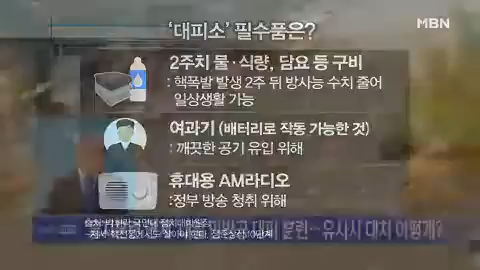 MBN
'대피소' 필수품은?
2주치 물·식량, 담요 등 구비
: 핵폭발 발생 2주 뒤 방사능 수치 줄어
일상생활 가능
여과기 (배터리로 작동 가능한 것)
: 깨끗한 공기 유입 위해
휴대용 AM라디오
:정부 방송 청취 위해
대피 훈련…유사시 대처 어떻게?